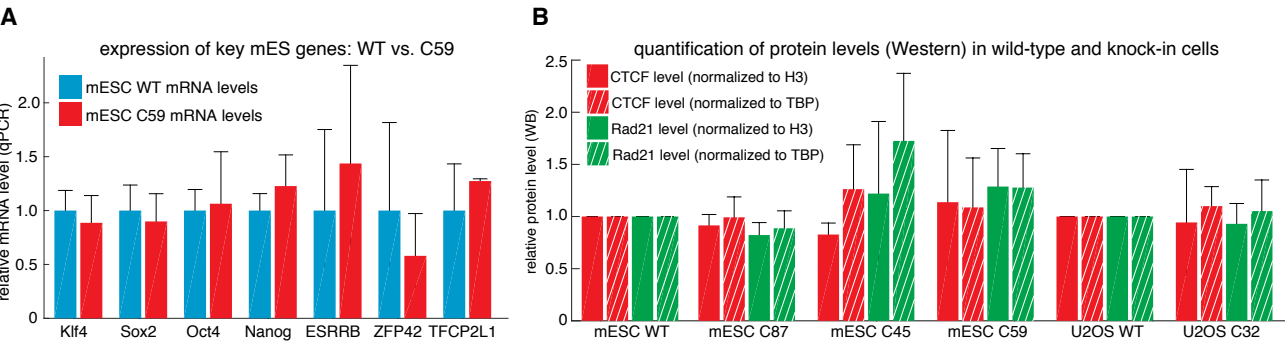 A
expression of key mES genes: WT vs. C59
mESC WT mRNA levels
mESC C59 mRNA levels
relative mRNA level (qPCR)
2.0
1.5
1.0
0.5
0
Klf4 Sox2 Oct4 Nanog ESRRB ZFP42 TFCP2L1
B
quantification of protein levels (Western) in wild-type and knock-in cells
CTCF level (normalized to H3)
CTCF level (normalized to TBP)
Rad21 level (normalized to H3)
Rad21 level (normalized to TBP)
relative protein level (WB)
2.5
2.0
1.5
1.0
0.5
0
mESC WT mESC C87 mESC C45 mESC C59 U2OS WT U2OS C32